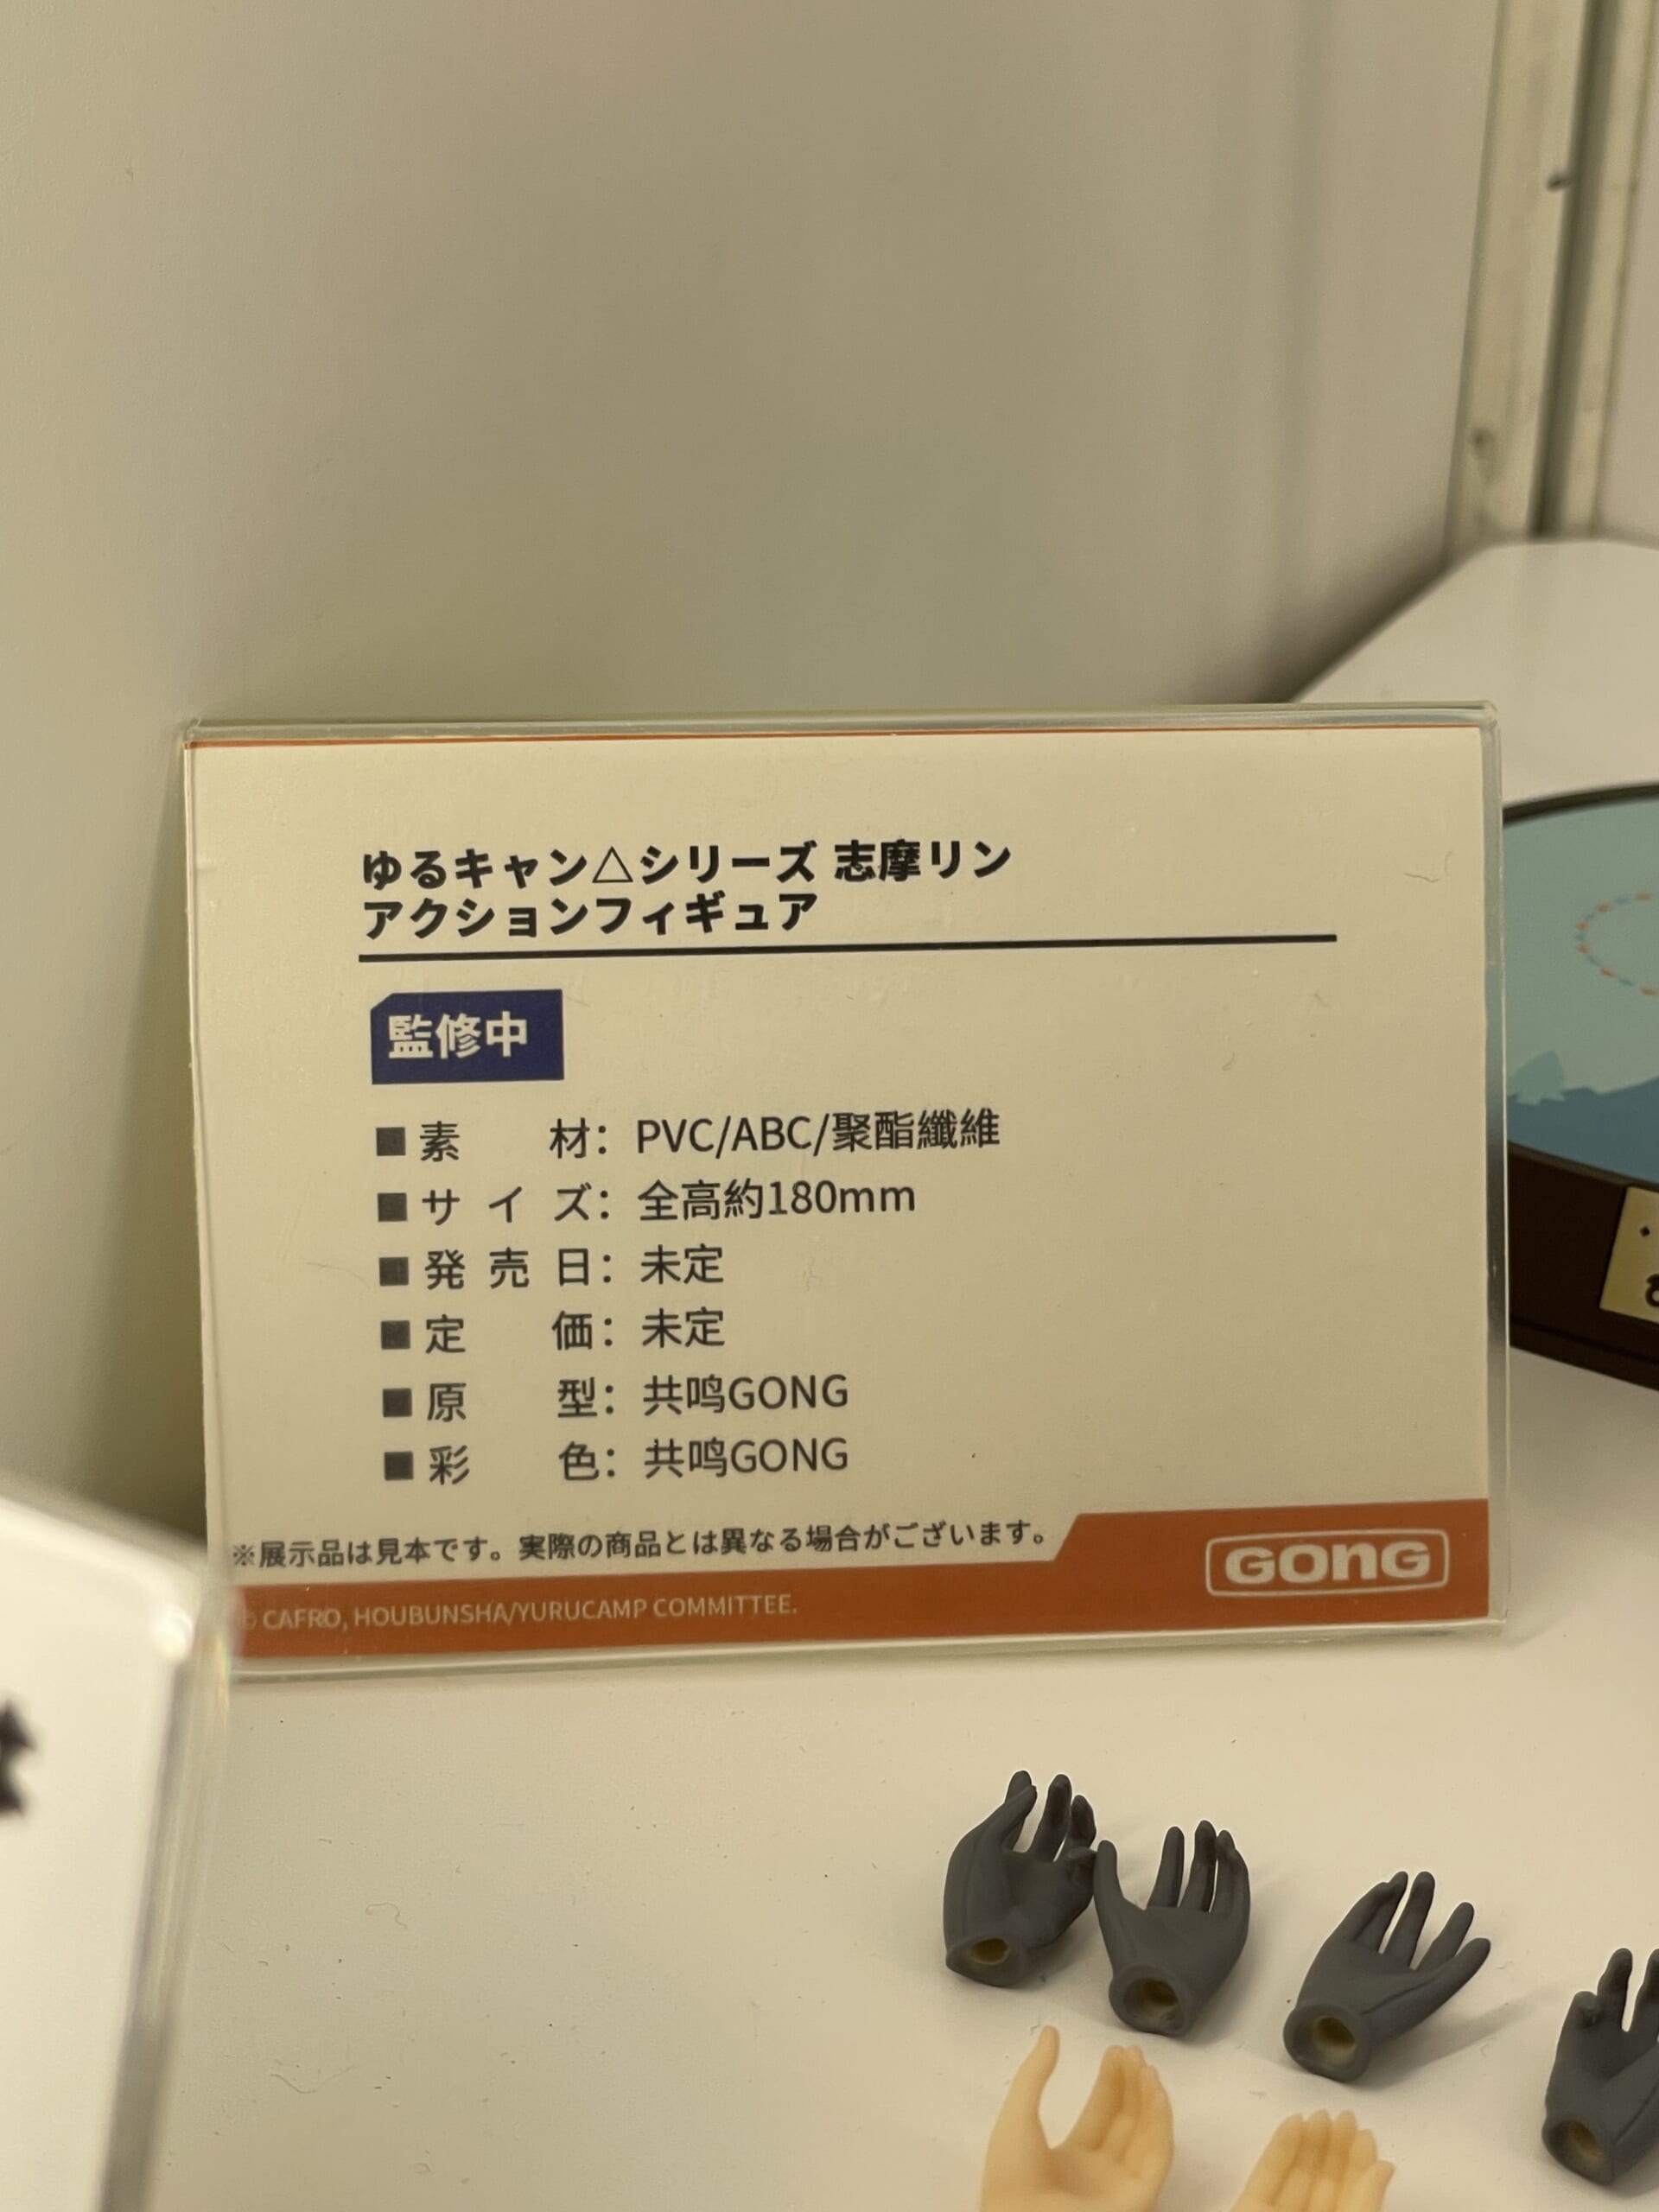 ゆるキャン△シリーズ 志摩リン
アクションフィギュア
監修中
■素材：PVC/ABC/聚酯纖維
■サイズ：全高約180mm
■発売日：未定
■定価：未定
■原型：共鸣GONG
■彩色：共鸣GONG
※展示品は見本です。実際の商品とは異なる場合がございます。
GONG
© CAFRO, HOUBUNSHA/YURUCAMP COMMITTEE.